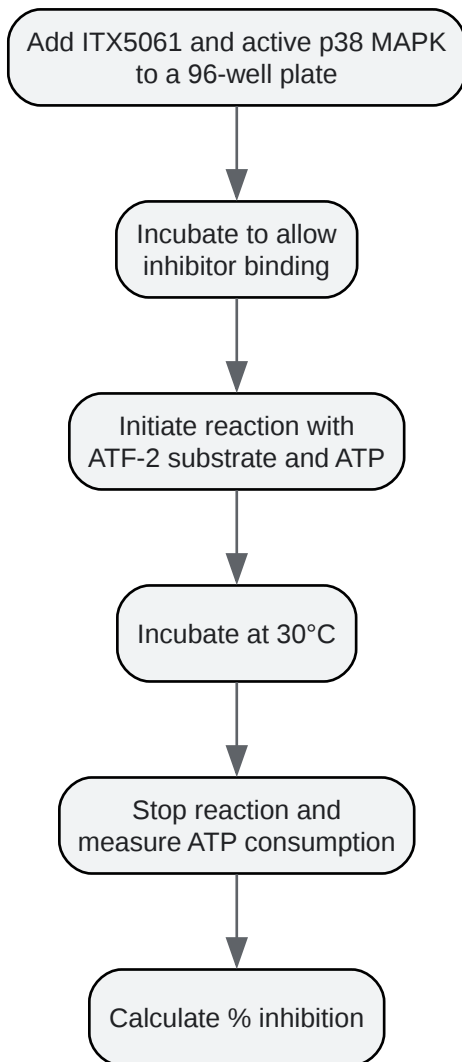 Add ITX5061 and active p38 MAPK
to a 96-well plate
Incubate to allow
inhibitor binding
Initiate reaction with
ATF-2 substrate and ATP
Incubate at 30°C
Stop reaction and
measure ATP consumption
Calculate % inhibition